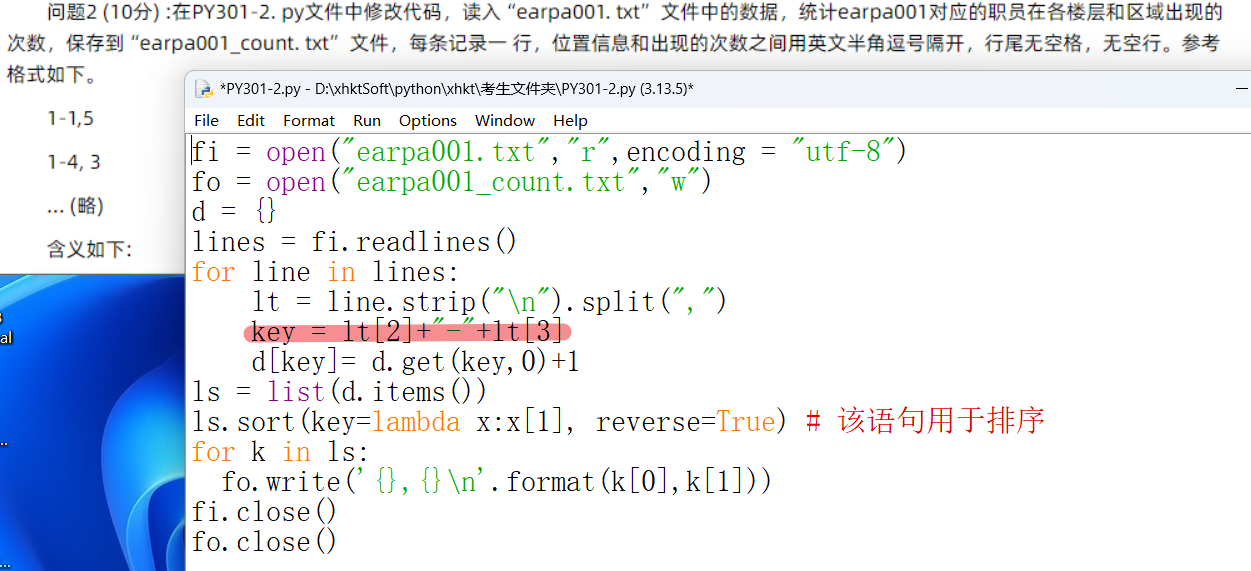 问题2 (10分) :在PY301-2. py文件中修改代码，读入“earpa001. txt” 文件中的数据，统计earpa001对应的职员在各楼层和区域出现的
次数，保存到“earpa001_count. txt” 文件，每条记录一 行，位置信息和出现的次数之间用英文半角逗号隔开，行尾无空格，无空行。参考
格式如下。
1-1,5
1-4, 3
... (略)
含义如下:
*PY301-2.py - D:\xhktSoft\python\xhkt\考生文件夹\PY301-2.py (3.13.5)*
File Edit Format Run Options Window Help
fi = open("earpa001.txt","r",encoding = "utf-8")
fo = open("earpa001_count.txt","w")
d = {}
lines = fi.readlines()
for line in lines:
    lt = line.strip("\n").split(",")
    key = lt[2]+"-"+lt[3]
    d[key]= d.get(key,0)+1
ls = list(d.items())
ls.sort(key=lambda x:x[1], reverse=True) # 该语句用于排序
for k in ls:
  fo.write('{},{}\n'.format(k[0],k[1]))
fi.close()
fo.close()
al